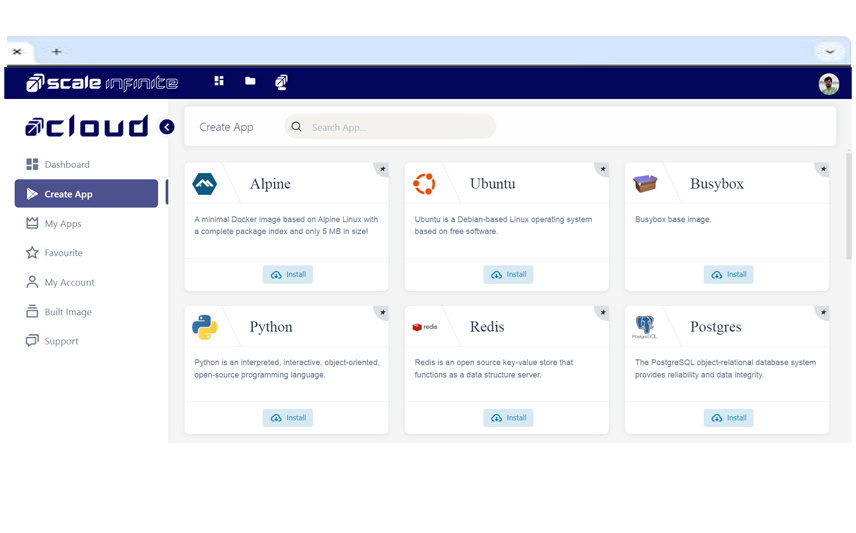 scale infinite
cloud
Create App
Search App...
Dashboard
Create App
My Apps
Favourite
My Account
Built Image
Support
Alpine
A minimal Docker image based on Alpine Linux with
a complete package index and only 5 MB in size!
Install
Ubuntu
Ubuntu is a Debian-based Linux operating system
based on free software.
Install
Busybox
Busybox base image.
Install
Python
Python is an interpreted, interactive, object-oriented,
open-source programming language.
Install
redis
Redis
Redis is an open source key-value store that
functions as a data structure server.
Install
PostgreSQL
Postgres
The PostgreSQL object-relational database system
provides reliability and data integrity.
Install